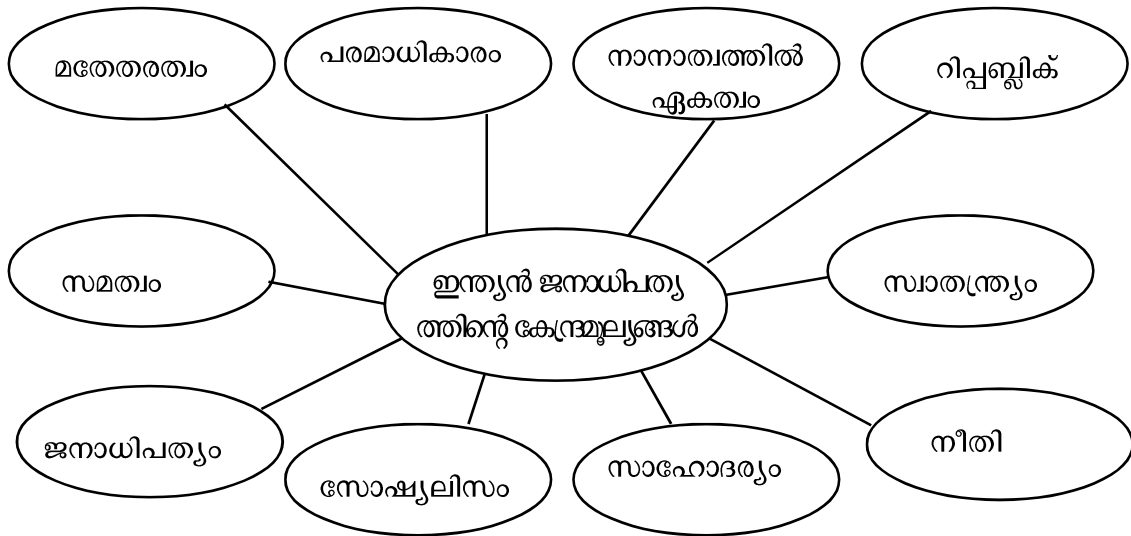 മതേതരത്വം
പരമാധികാരം
നാനാത്വത്തിൽ
ഏകത്വം
റിപ്പബ്ലിക്
സമത്വം
ഇന്ത്യൻ ജനാധിപത്യ
ത്തിന്റെ കേന്ദ്രമൂല്യങ്ങൾ
സ്വാതന്ത്ര്യം
ജനാധിപത്യം
സോഷ്യലിസം
സാഹോദര്യം
നീതി